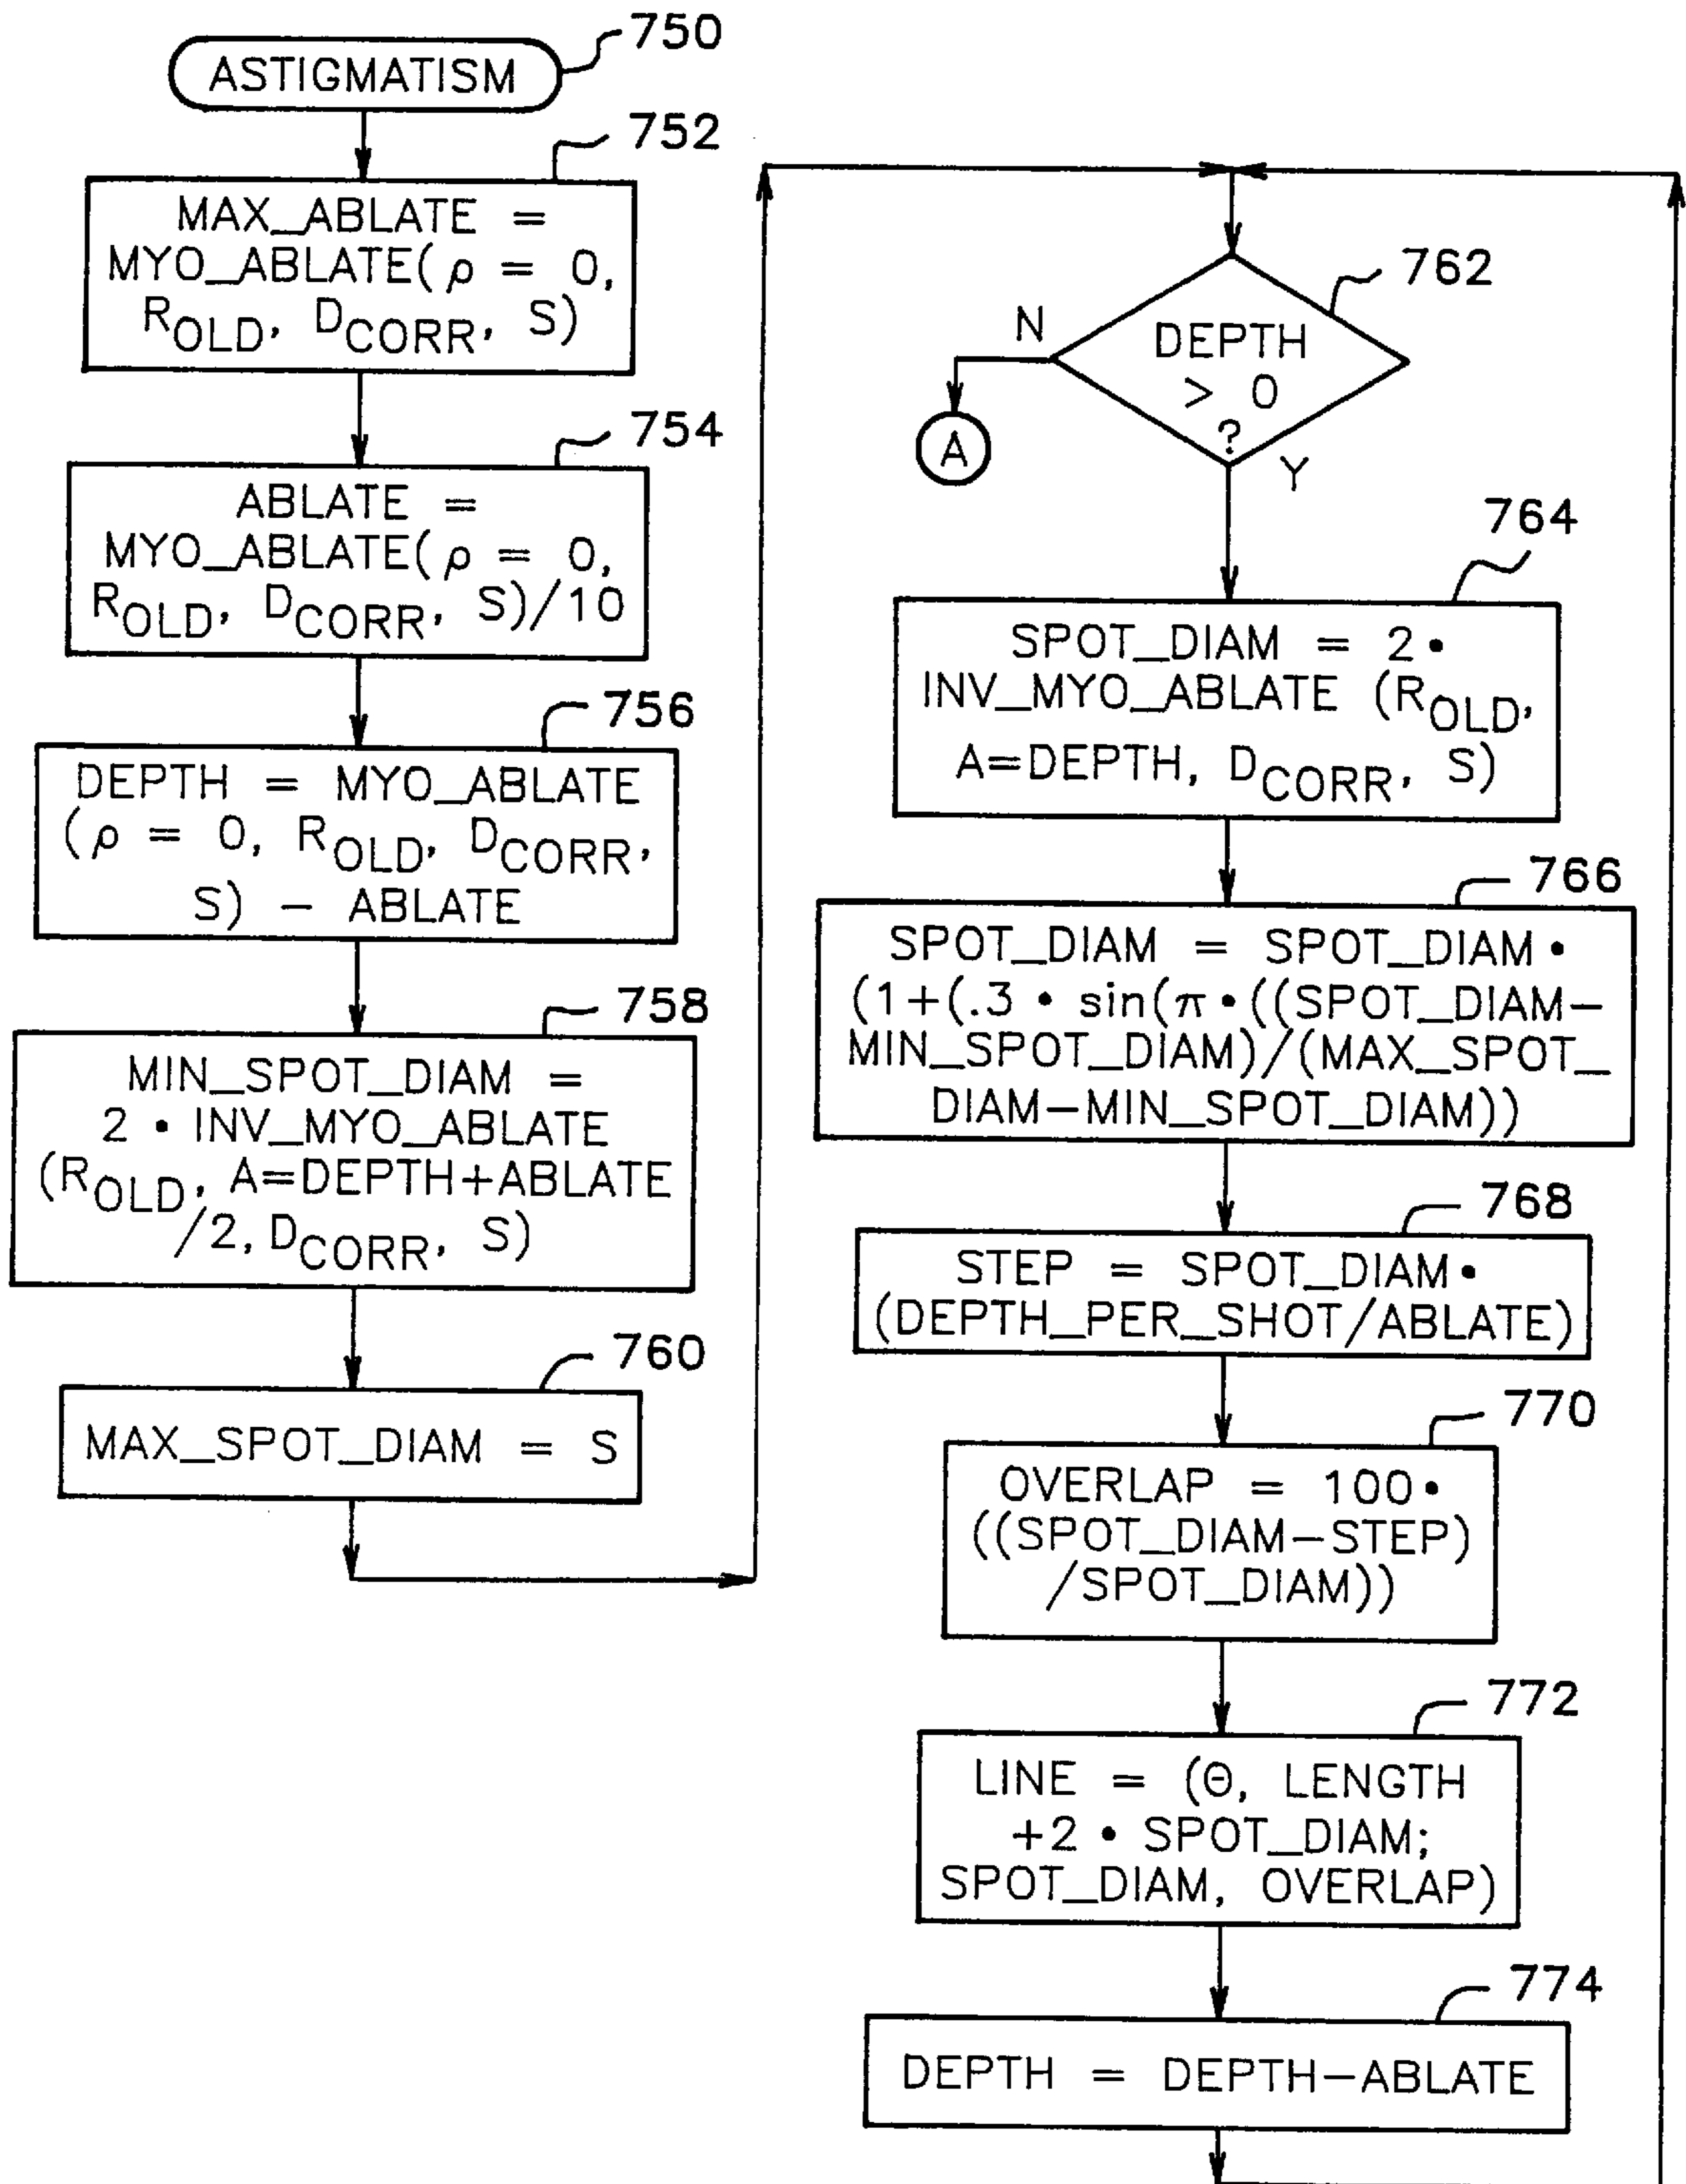 750
ASTIGMATISM
752
MAX_ABLATE =
MYO_ABLATE(ρ = 0,
ROLD, DCORR, S)
754
ABLATE =
MYO_ABLATE(ρ = 0,
ROLD, DCORR, S)/10
756
DEPTH = MYO_ABLATE
(ρ = 0, ROLD, DCORR,
S) – ABLATE
758
MIN_SPOT_DIAM =
2 • INV_MYO_ABLATE
(ROLD, A=DEPTH+ABLATE
/2, DCORR, S)
760
MAX_SPOT_DIAM = S
762
DEPTH
> 0
?
N
A
Y
764
SPOT_DIAM = 2 •
INV_MYO_ABLATE (ROLD,
A=DEPTH, DCORR, S)
766
SPOT_DIAM = SPOT_DIAM •
(1+(.3 • sin(π•((SPOT_DIAM–
MIN_SPOT_DIAM)/(MAX_SPOT_
DIAM–MIN_SPOT_DIAM))
768
STEP = SPOT_DIAM•
(DEPTH_PER_SHOT/ABLATE)
770
OVERLAP = 100•
((SPOT_DIAM–STEP)
/SPOT_DIAM))
772
LINE = (Θ, LENGTH
+2 • SPOT_DIAM;
SPOT_DIAM, OVERLAP)
774
DEPTH = DEPTH–ABLATE